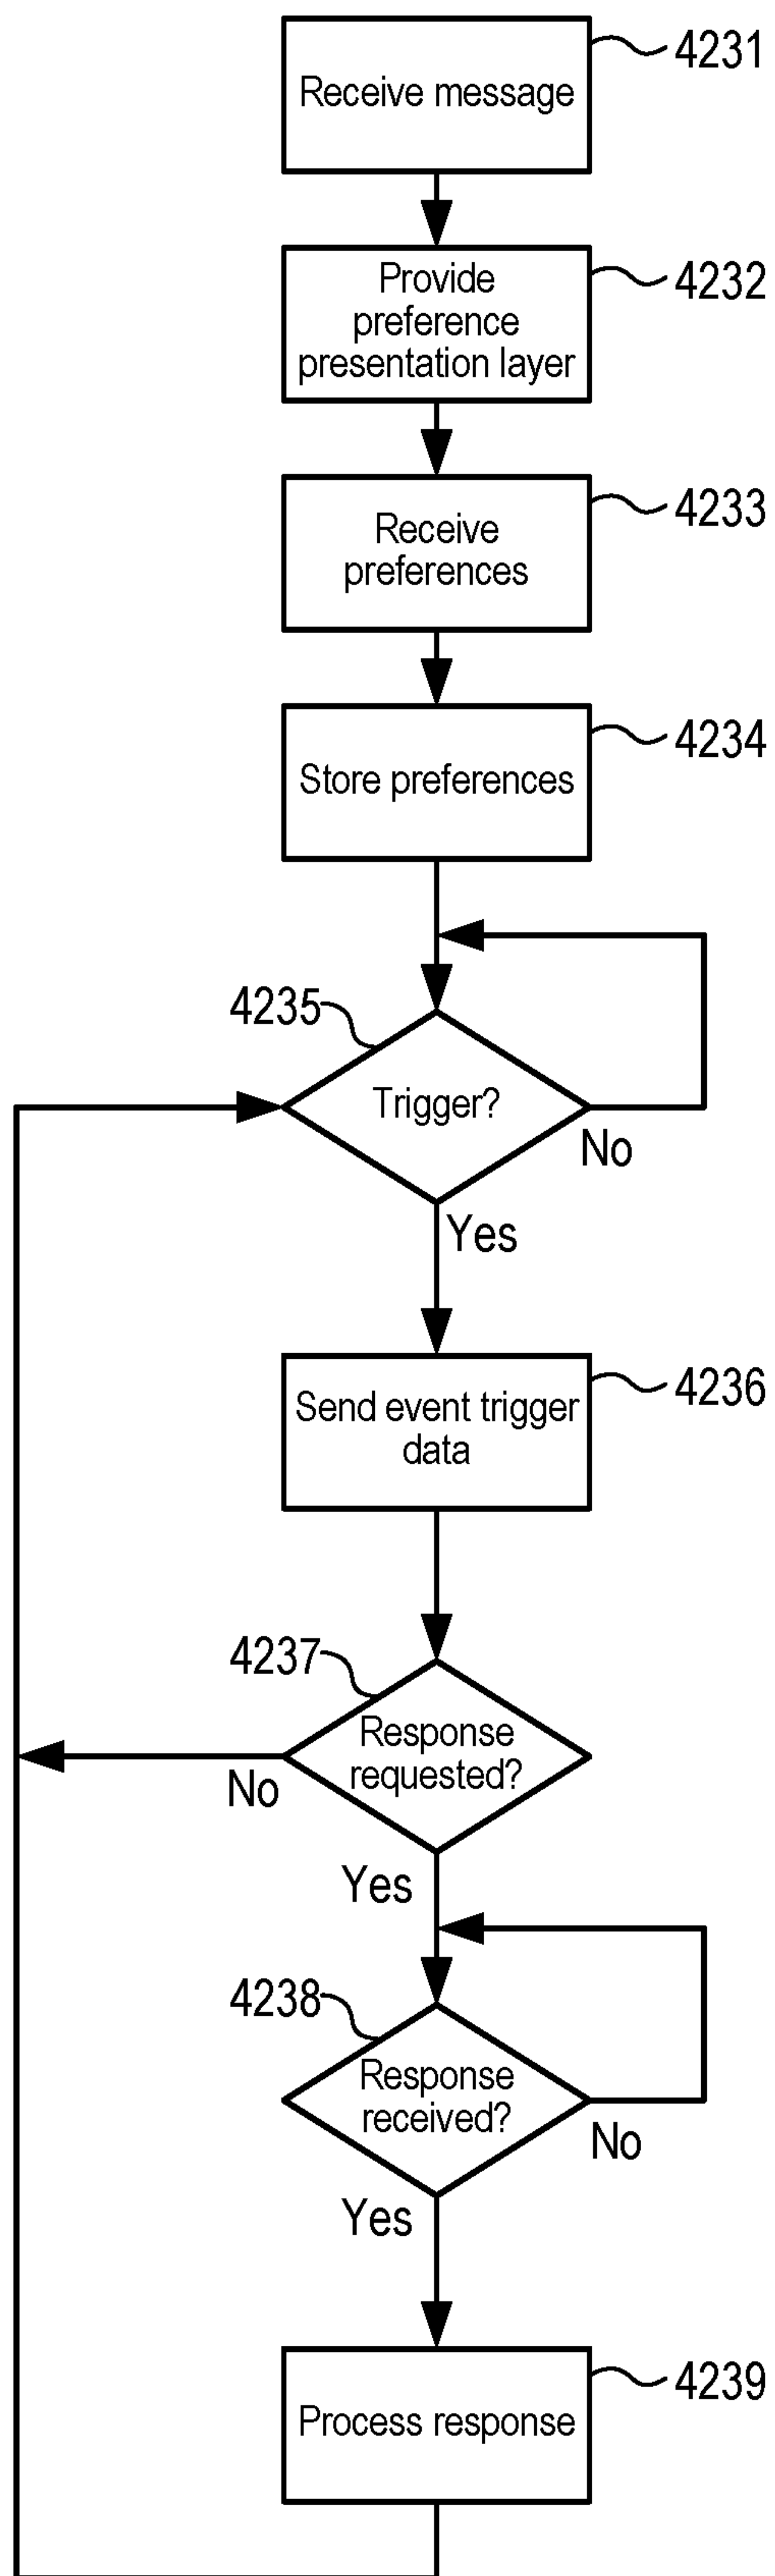 Receive message
4231
Provide
preference
presentation layer
4232
Receive
preferences
4233
Store preferences
4234
4235
Trigger?
No
Yes
Send event trigger
data
4236
4237
Response
requested?
No
Yes
4238
Response
received?
No
Yes
Process response
4239